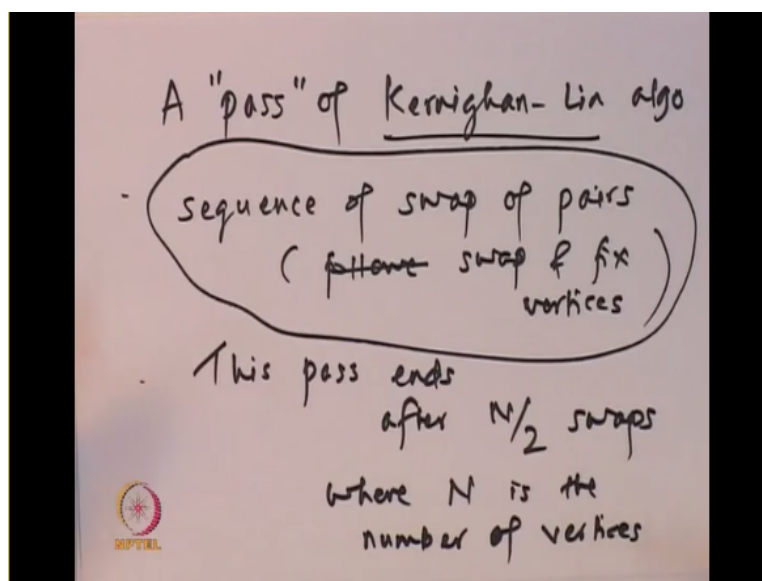 A "pass" of Kernighan-Lin algo
sequence of swap of pairs
( swap & fix
vertices )
This pass ends
after N/2 swaps
where N is the
number of vertices
NPTEL